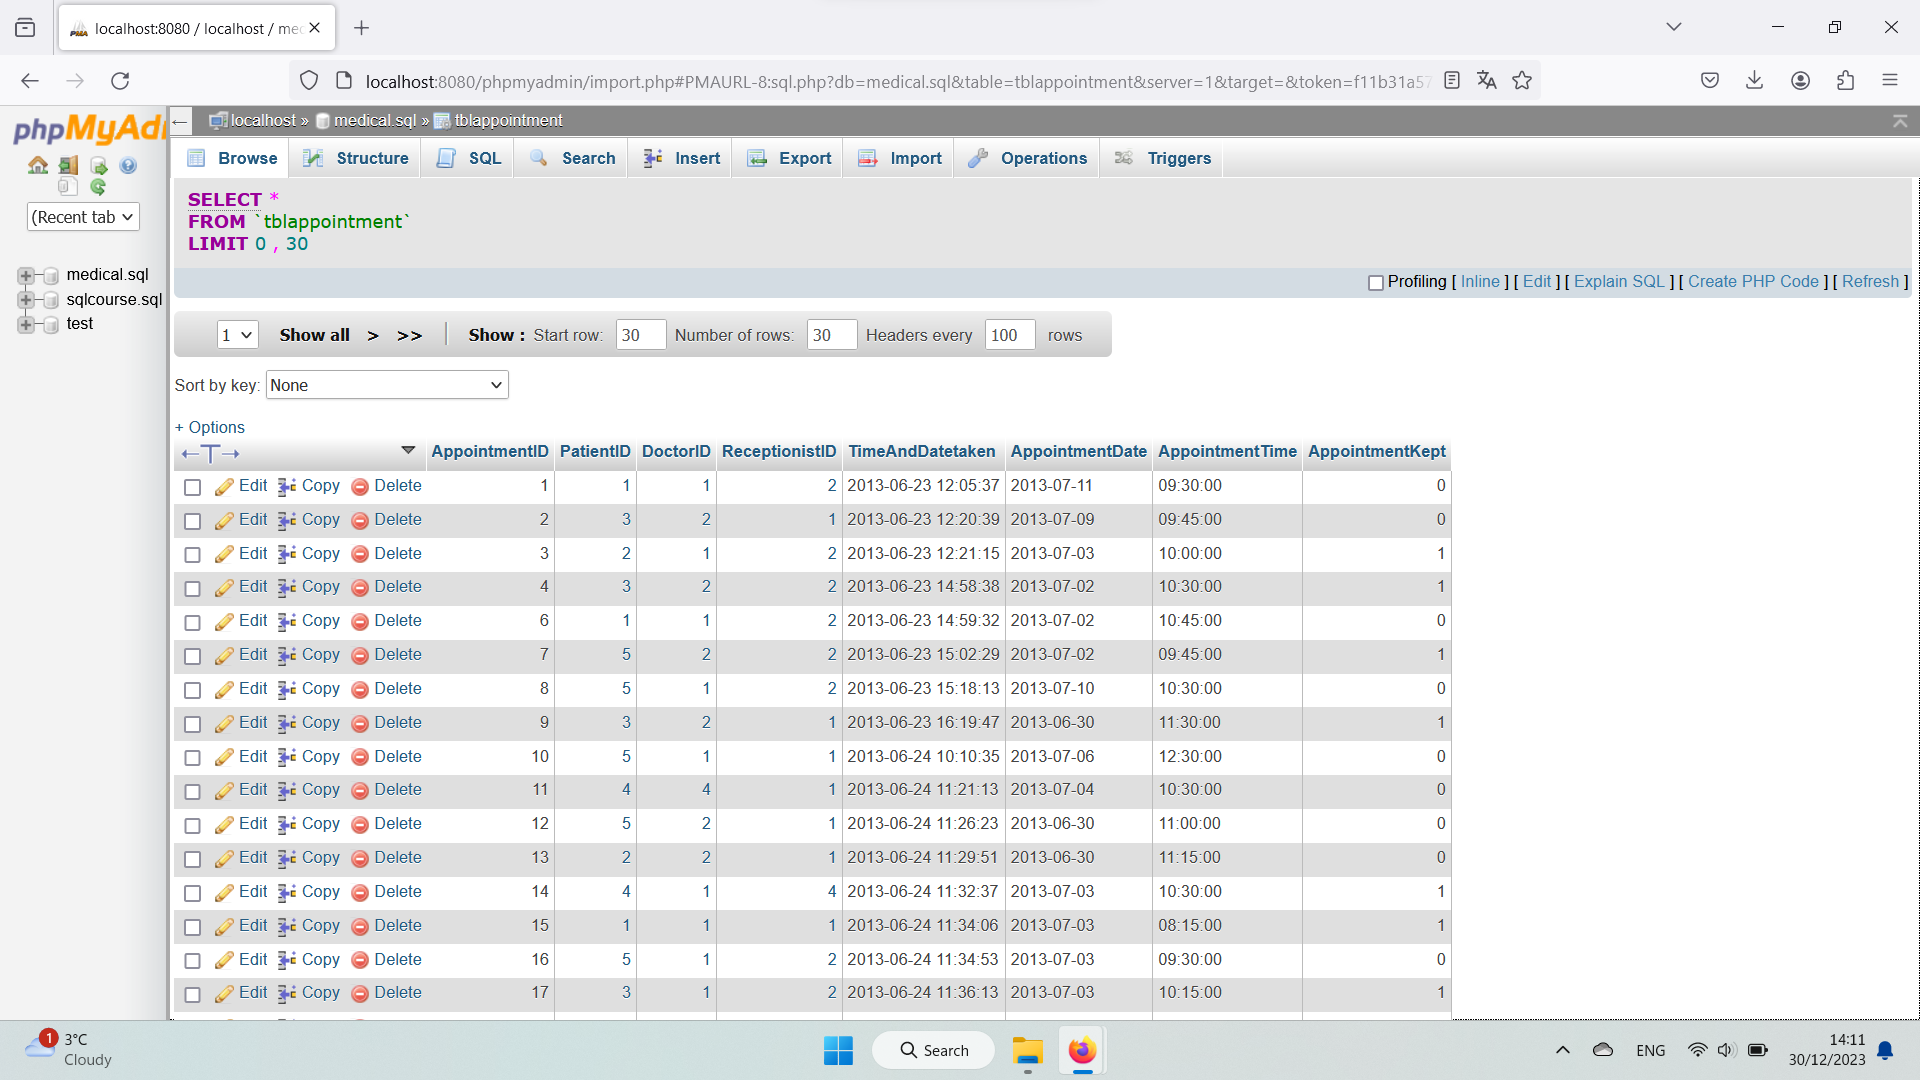 localhost:8080 / localhost / med
localhost:8080/phpmyadmin/import.php#PMAURL-8:sql.php?db=medical.sql&table=tblappointment&server=1&target=&token=f11b31a57
phpMyAd
(Recent tab
medical.sql
sqlcourse.sql
test
localhost » medical.sql » tblappointment
Browse Structure SQL Search Insert Export Import Operations Triggers
SELECT *
FROM `tblappointment`
LIMIT 0 , 30
Profiling [ Inline ] [ Edit ] [ Explain SQL ] [ Create PHP Code ] [ Refresh ]
1 Show all > >> Show : Start row: 30 Number of rows: 30 Headers every 100 rows
Sort by key: None
+ Options
←T→ AppointmentID PatientID DoctorID ReceptionistID TimeAndDatetaken AppointmentDate AppointmentTime AppointmentKept
Edit Copy Delete 1 1 1 2 2013-06-23 12:05:37 2013-07-11 09:30:00 0
Edit Copy Delete 2 3 2 1 2013-06-23 12:20:39 2013-07-09 09:45:00 0
Edit Copy Delete 3 2 1 2 2013-06-23 12:21:15 2013-07-03 10:00:00 1
Edit Copy Delete 4 3 2 2 2013-06-23 14:58:38 2013-07-02 10:30:00 1
Edit Copy Delete 6 1 1 2 2013-06-23 14:59:32 2013-07-02 10:45:00 0
Edit Copy Delete 7 5 2 2 2013-06-23 15:02:29 2013-07-02 09:45:00 1
Edit Copy Delete 8 5 1 2 2013-06-23 15:18:13 2013-07-10 10:30:00 0
Edit Copy Delete 9 3 2 1 2013-06-23 16:19:47 2013-06-30 11:30:00 1
Edit Copy Delete 10 5 1 1 2013-06-24 10:10:35 2013-07-06 12:30:00 0
Edit Copy Delete 11 4 4 1 2013-06-24 11:21:13 2013-07-04 10:30:00 0
Edit Copy Delete 12 5 2 1 2013-06-24 11:26:23 2013-06-30 11:00:00 0
Edit Copy Delete 13 2 2 1 2013-06-24 11:29:51 2013-06-30 11:15:00 0
Edit Copy Delete 14 4 1 4 2013-06-24 11:32:37 2013-07-03 10:30:00 1
Edit Copy Delete 15 1 1 1 2013-06-24 11:34:06 2013-07-03 08:15:00 1
Edit Copy Delete 16 5 1 2 2013-06-24 11:34:53 2013-07-03 09:30:00 0
Edit Copy Delete 17 3 1 2 2013-06-24 11:36:13 2013-07-03 10:15:00 1
1
3°C
Cloudy
Search
ENG
14:11
30/12/2023